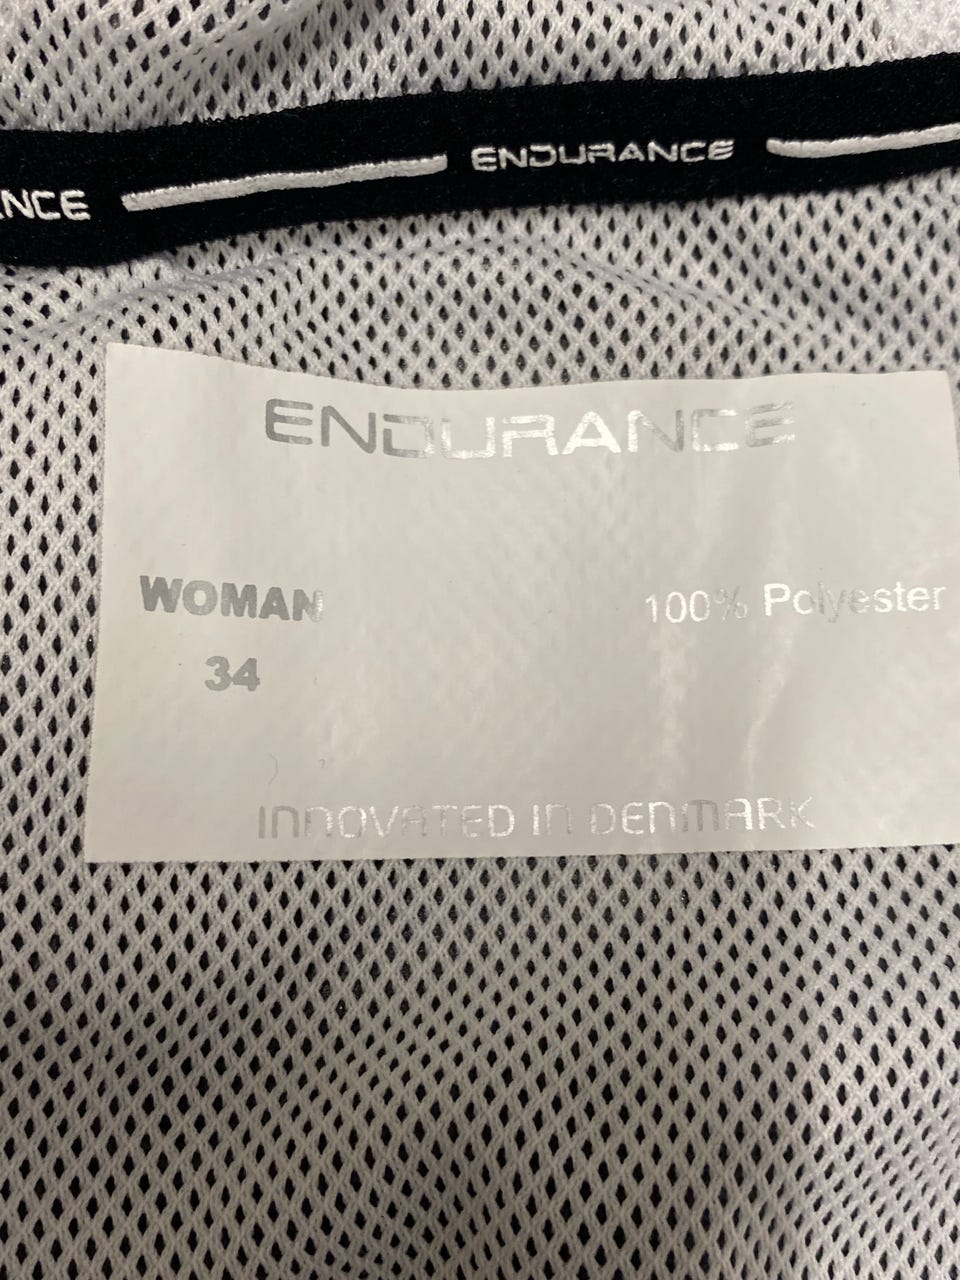 ENDURANCE
NCE
ENDURANCE
WOMAN
100% Polyester
34
INNOVATED IN DENMARK